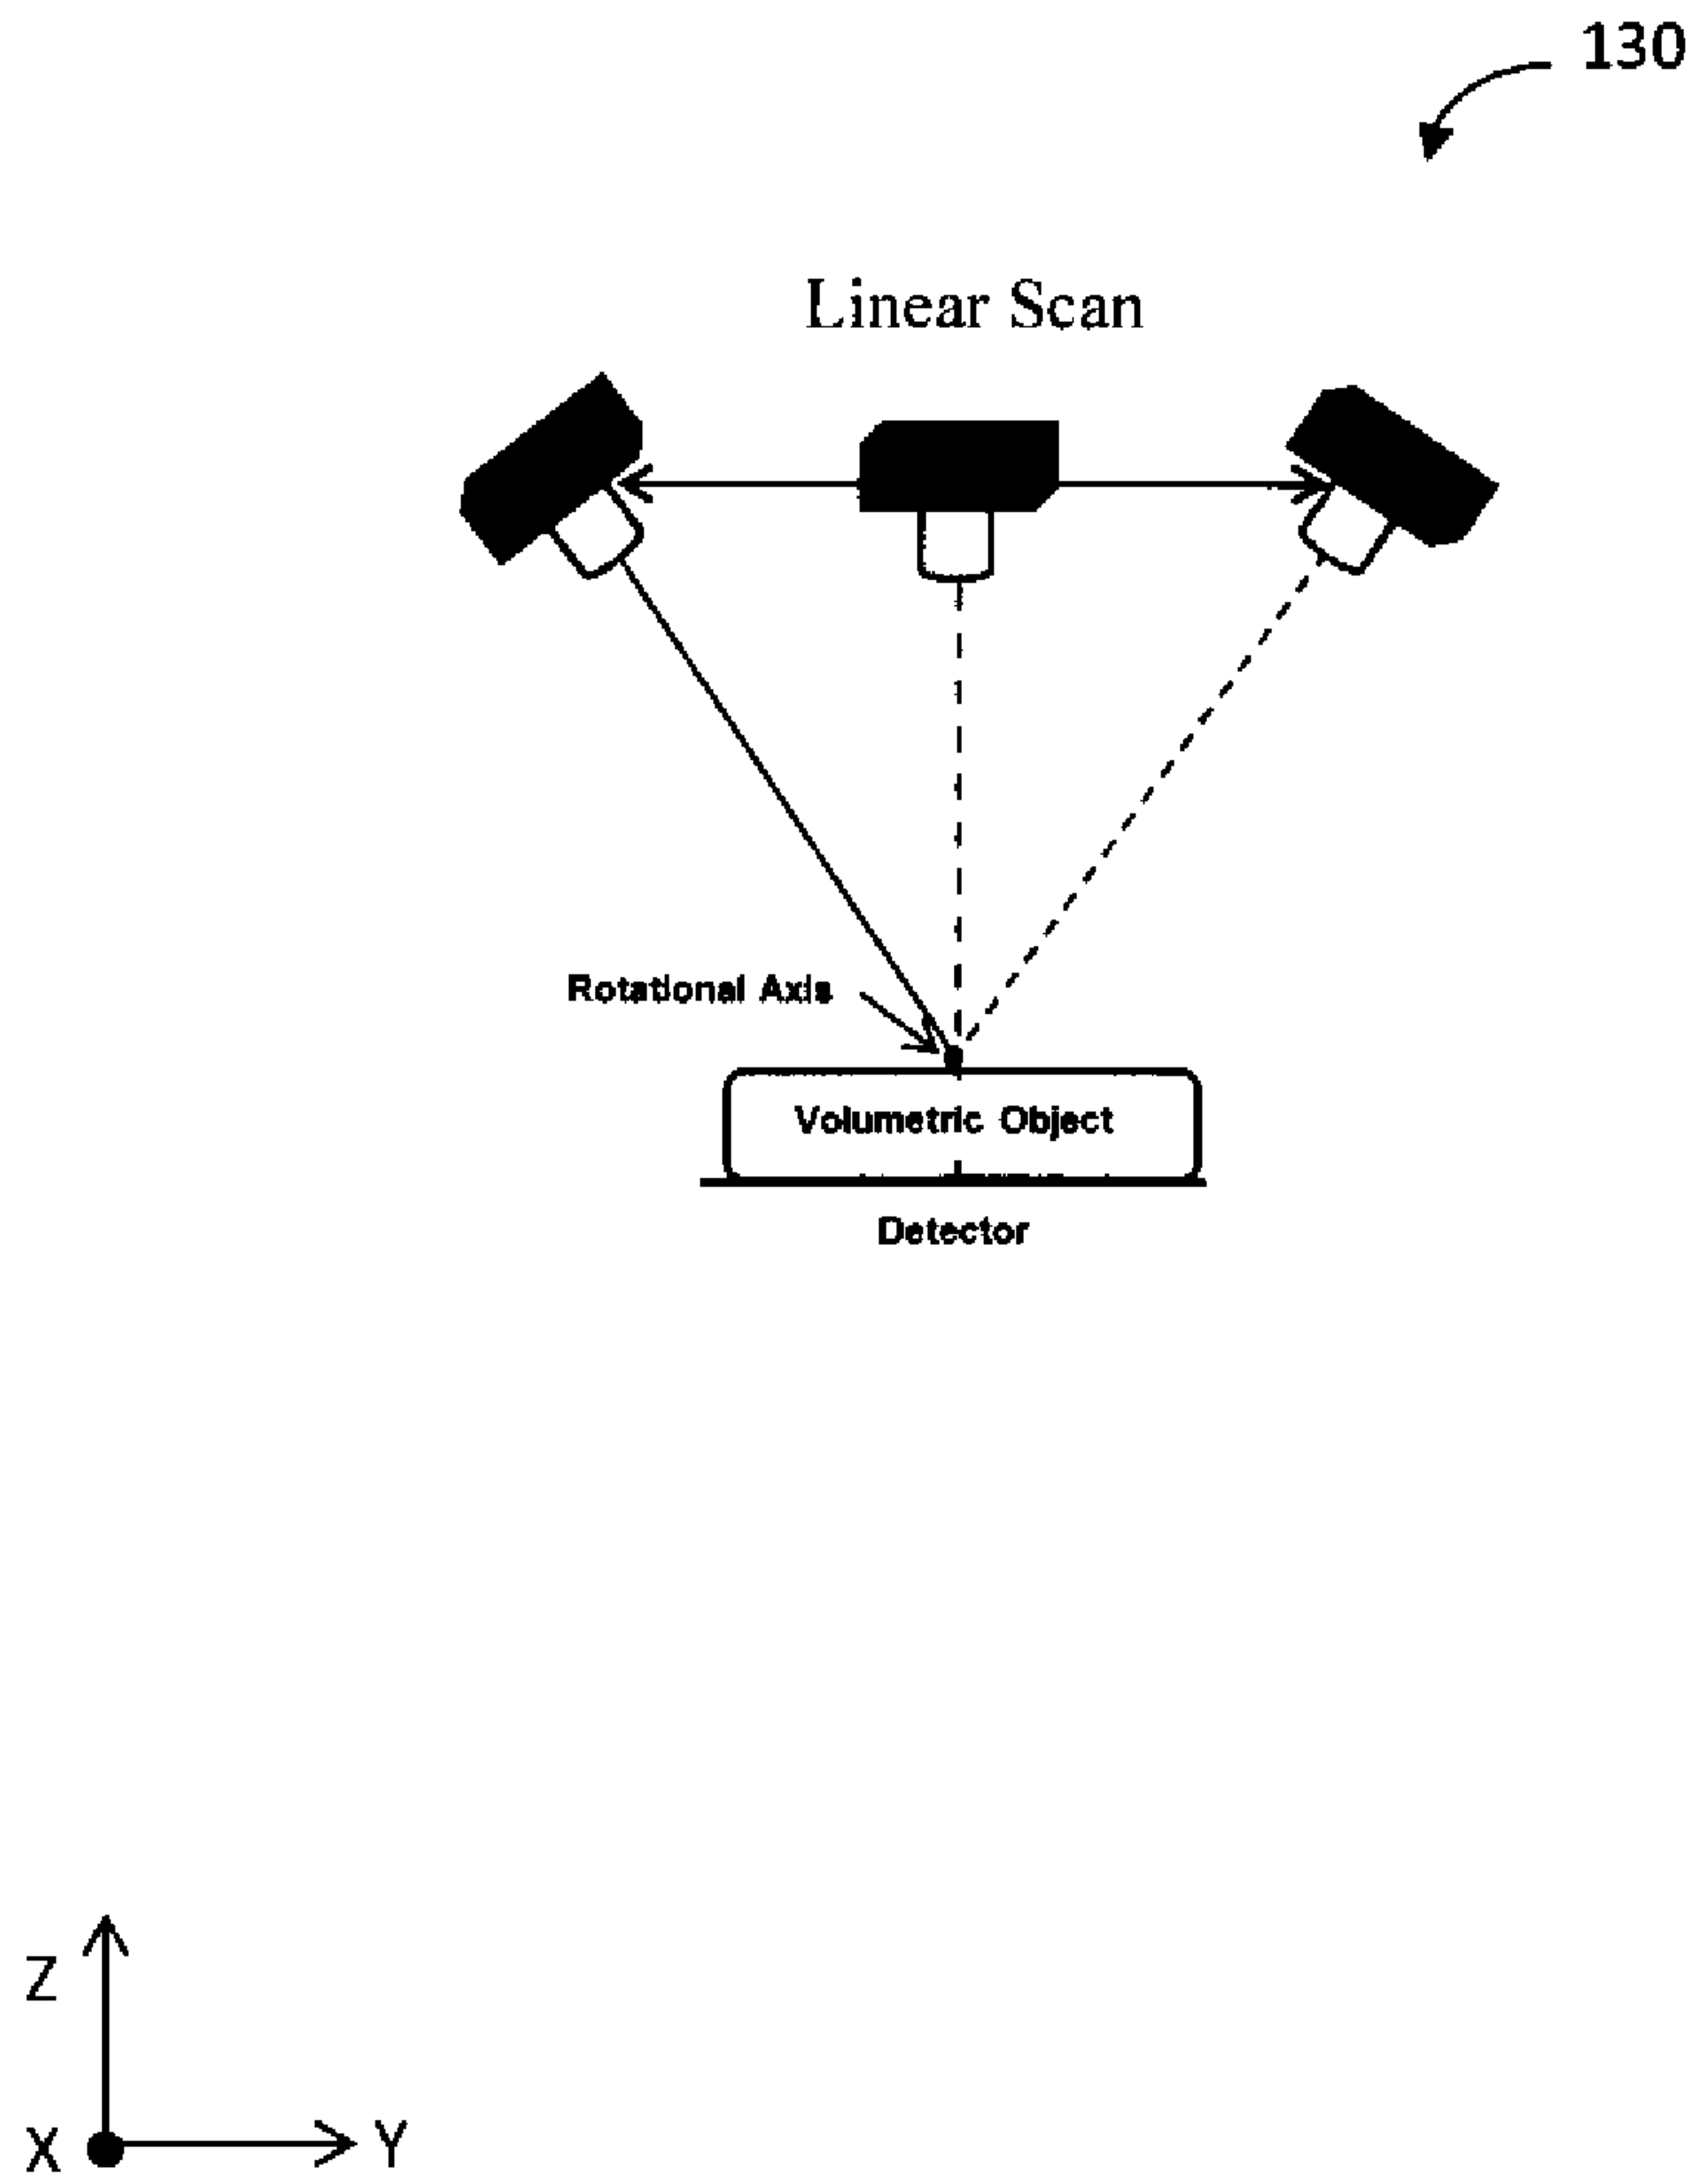 130
Linear Scan
Rotational Axis
Volumetric Object
Detector
Z
X
Y